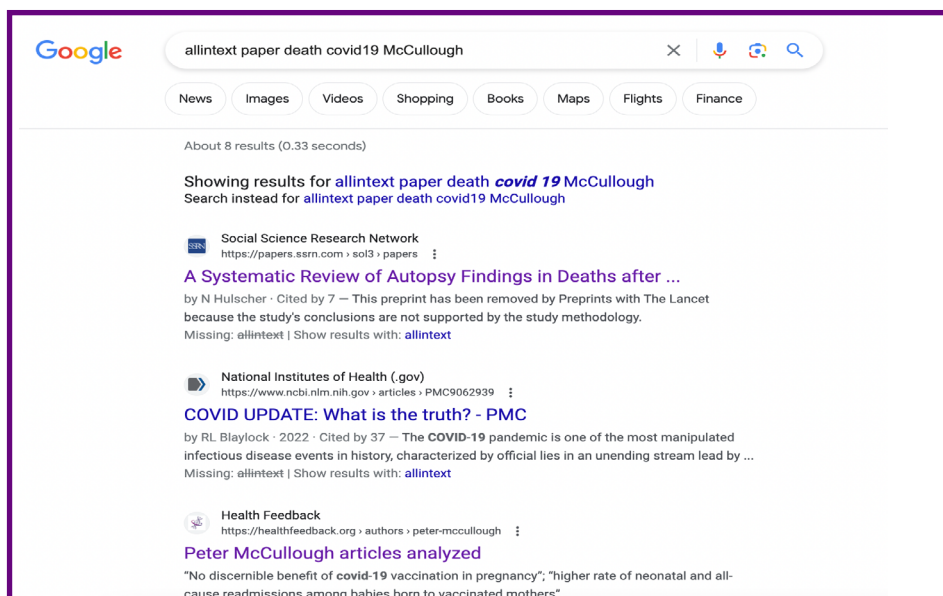 Google
allintext paper death covid19 McCullough
News Images Videos Shopping Books Maps Flights Finance
About 8 results (0.33 seconds)
Showing results for allintext paper death covid 19 McCullough
Search instead for allintext paper death covid19 McCullough
SSRN
Social Science Research Network
https://papers.ssrn.com › sol3 › papers
A Systematic Review of Autopsy Findings in Deaths after ...
by N Hulscher · Cited by 7 — This preprint has been removed by Preprints with The Lancet
because the study's conclusions are not supported by the study methodology.
Missing: allintext | Show results with: allintext
National Institutes of Health (.gov)
https://www.ncbi.nlm.nih.gov › articles › PMC9062939
COVID UPDATE: What is the truth? - PMC
by RL Blaylock · 2022 · Cited by 37 — The COVID-19 pandemic is one of the most manipulated
infectious disease events in history, characterized by official lies in an unending stream lead by ...
Missing: allintext | Show results with: allintext
Health Feedback
https://healthfeedback.org › authors › peter-mccullough
Peter McCullough articles analyzed
“No discernible benefit of covid-19 vaccination in pregnancy”; “higher rate of neonatal and all-
cause readmissions among babies born to vaccinated mothers“